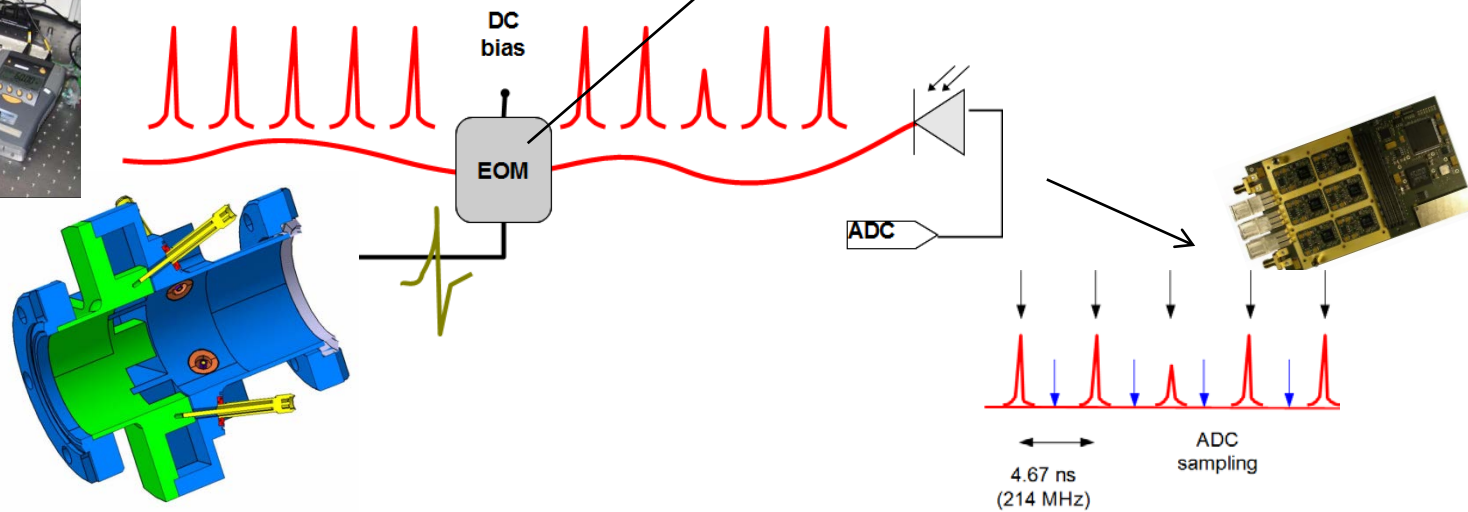 DC
bias
EOM
ADC
ADC
sampling
4.67 ns
(214 MHz)